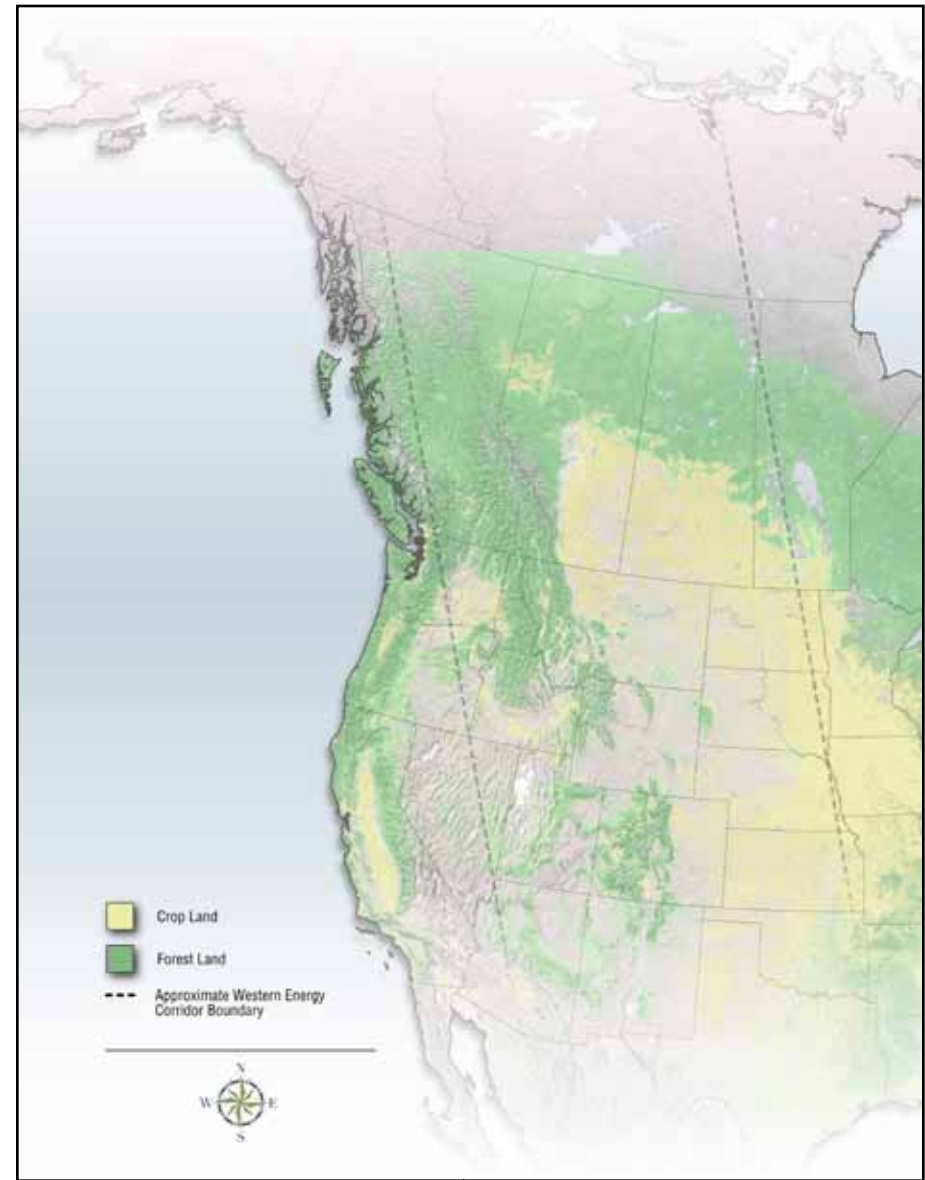 Crop Land
Forest Land
Approximate Western Energy
Corridor Boundary
N
W E
S